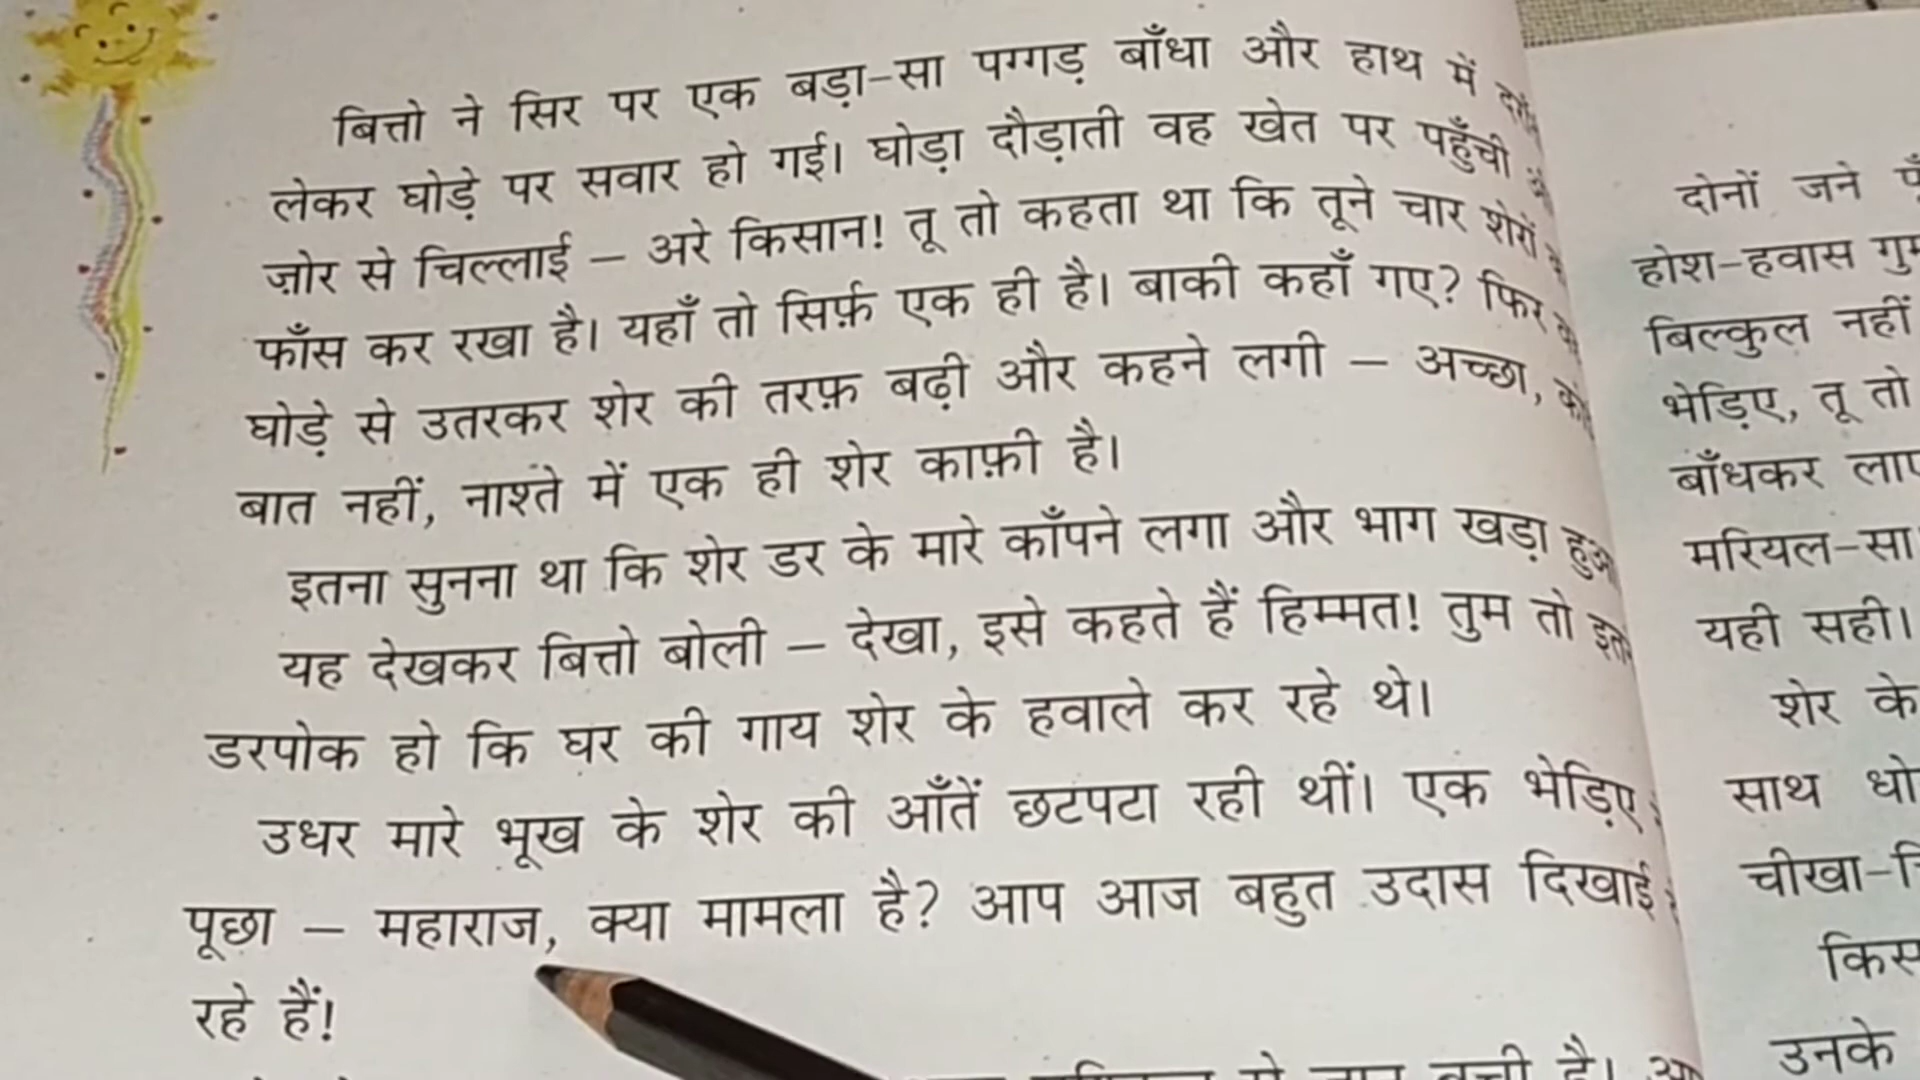 बित्तो ने सिर पर एक बड़ा-सा पग्गड़ बाँधा और हाथ में
लेकर घोड़े पर सवार हो गई। घोड़ा दौड़ाती वह खेत पर पहुँची
ज़ोर से चिल्लाई – अरे किसान! तू तो कहता था कि तूने चार शेरों
फाँस कर रखा है। यहाँ तो सिर्फ़ एक ही है। बाकी कहाँ गए? फिर
घोड़े से उतरकर शेर की तरफ़ बढ़ी और कहने लगी – अच्छा,
बात नहीं, नाश्ते में एक ही शेर काफ़ी है।
इतना सुनना था कि शेर डर के मारे काँपने लगा और भाग खड़ा हुआ
यह देखकर बित्तो बोली – देखा, इसे कहते हैं हिम्मत! तुम तो
डरपोक हो कि घर की गाय शेर के हवाले कर रहे थे।
उधर मारे भूख के शेर की आँतें छटपटा रही थीं। एक भेड़िए
पूछा – महाराज, क्या मामला है? आप आज बहुत उदास दिखाई
रहे हैं!
दोनों जने
होश-हवास
बिल्कुल नहीं
भेड़िए, तू तो
बाँधकर
मरियल-सा
यही सही।
शेर के
साथ
उनके